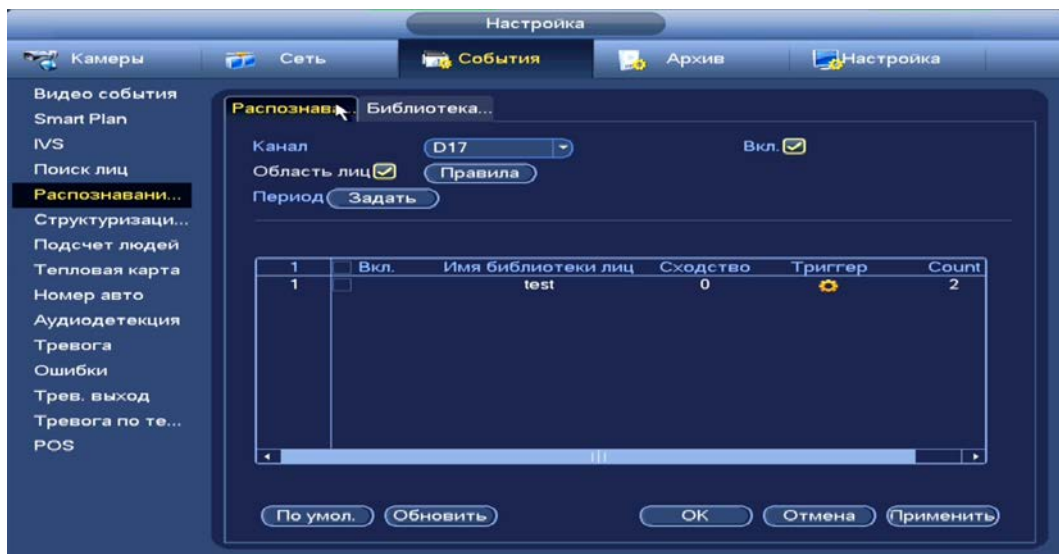 Настройка
Камеры Сеть События Архив Настройка
Видео события
Smart Plan
IVS
Поиск лиц
Распознавани...
Структуризаци...
Подсчет людей
Тепловая карта
Номер авто
Аудиодетекция
Тревога
Ошибки
Трев. выход
Тревога по те...
POS
Распознава... Библиотека...
Канал D17 Вкл.
Область лиц Правила
Период Задать
1 Вкл. Имя библиотеки лиц Сходство Триггер Count
1 test 0 2
По умол. Обновить ОК Отмена Применить